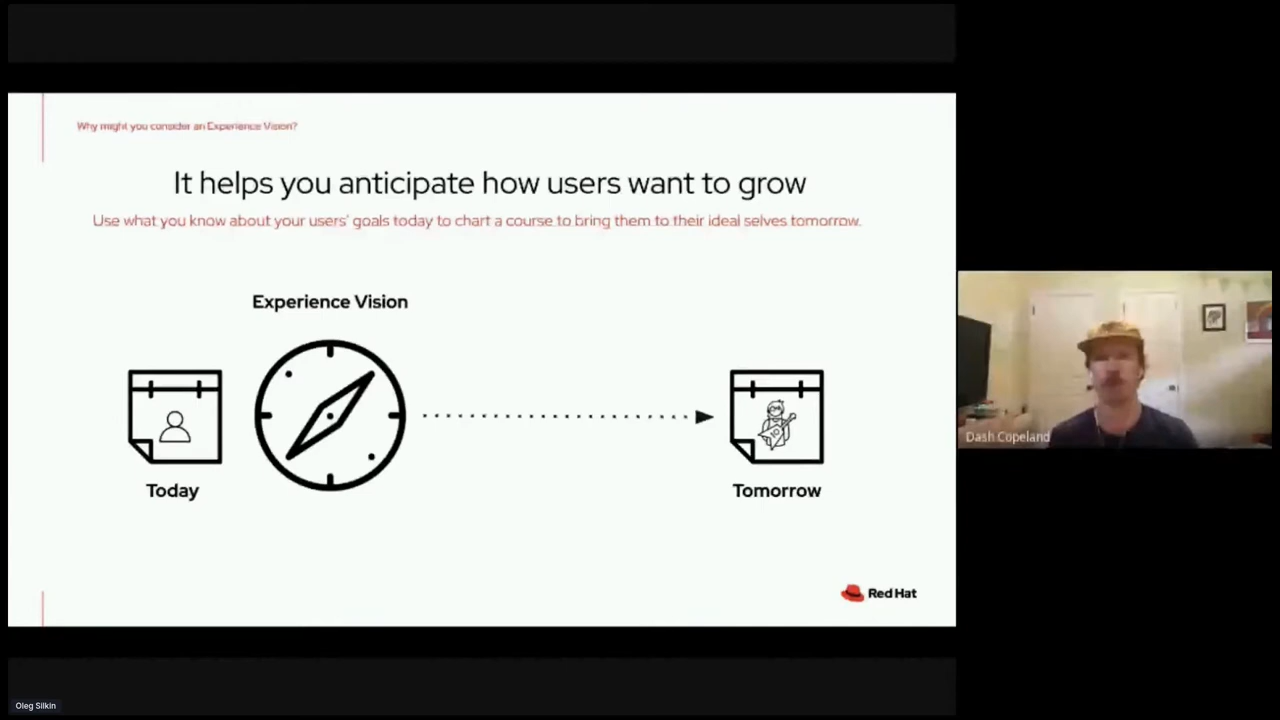 Why might you consider an Experience Vision?
It helps you anticipate how users want to grow
Use what you know about your users' goals today to chart a course to bring them to their ideal selves tomorrow.
Experience Vision
Today
Tomorrow
Red Hat
Dash Copeland
Oleg Silkin